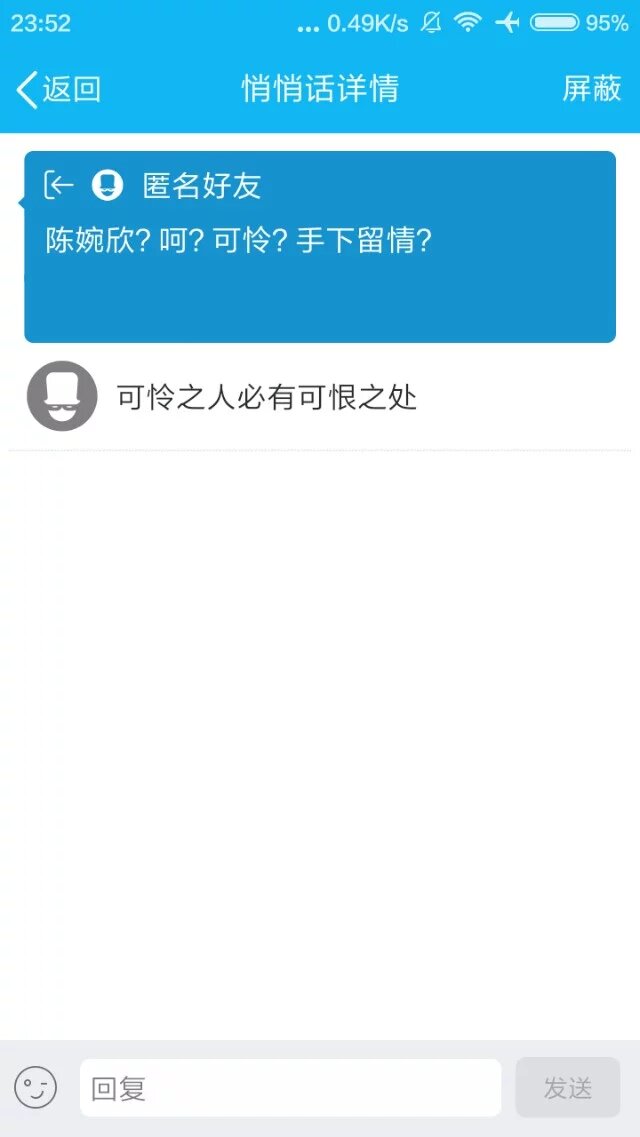 23:52 ... 0.49K/s 95%
返回 悄悄话详情 屏蔽
匿名好友
陈婉欣? 呵? 可怜? 手下留情?
可怜之人必有可恨之处
回复 发送